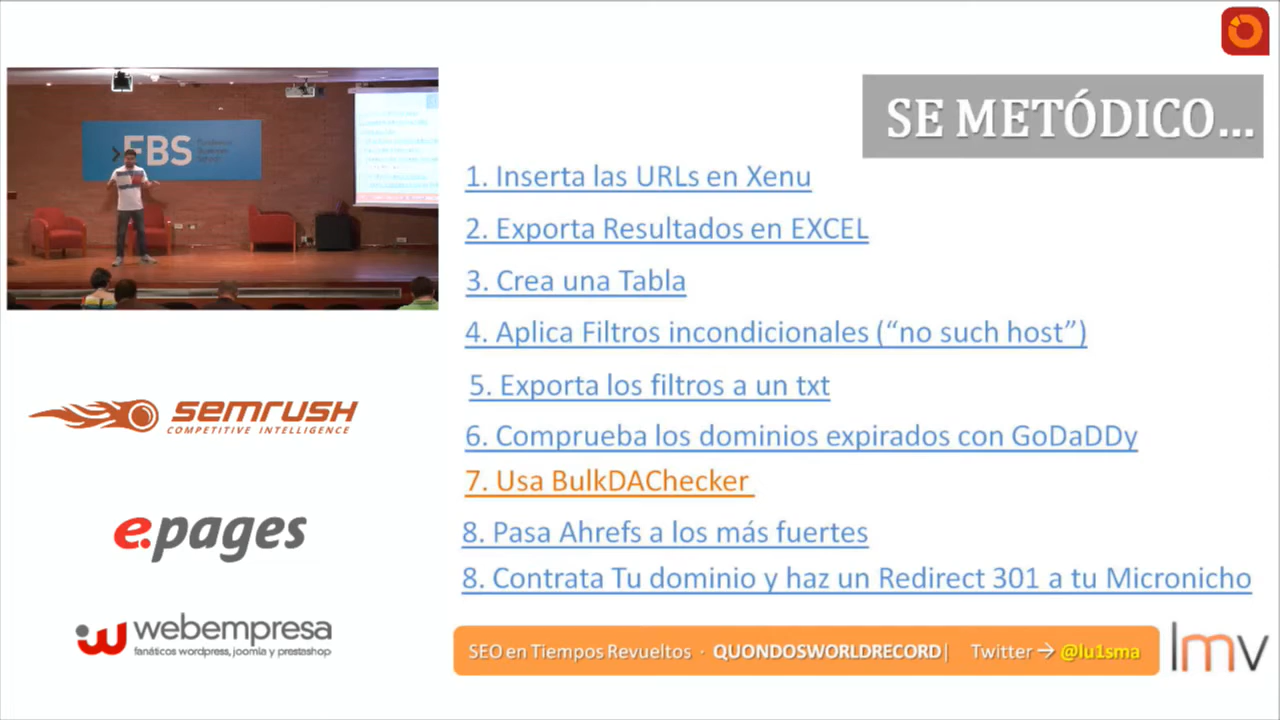 SE METÓDICO...
EBS
1. Inserta las URLs en Xenu
2. Exporta Resultados en EXCEL
3. Crea una Tabla
4. Aplica Filtros incondicionales (“no such host”)
5. Exporta los filtros a un txt
6. Comprueba los dominios expirados con GoDaDDy
7. Usa BulkDAChecker
8. Pasa Ahrefs a los más fuertes
8. Contrata Tu dominio y haz un Redirect 301 a tu Micronicho
semrush
COMPETITIVE INTELLIGENCE
e.pages
webempresa
fanáticos wordpress, joomla y prestashop
SEO en Tiempos Revueltos · QUONDOSWORLDRECORD| Twitter → @lu1sma
lmv